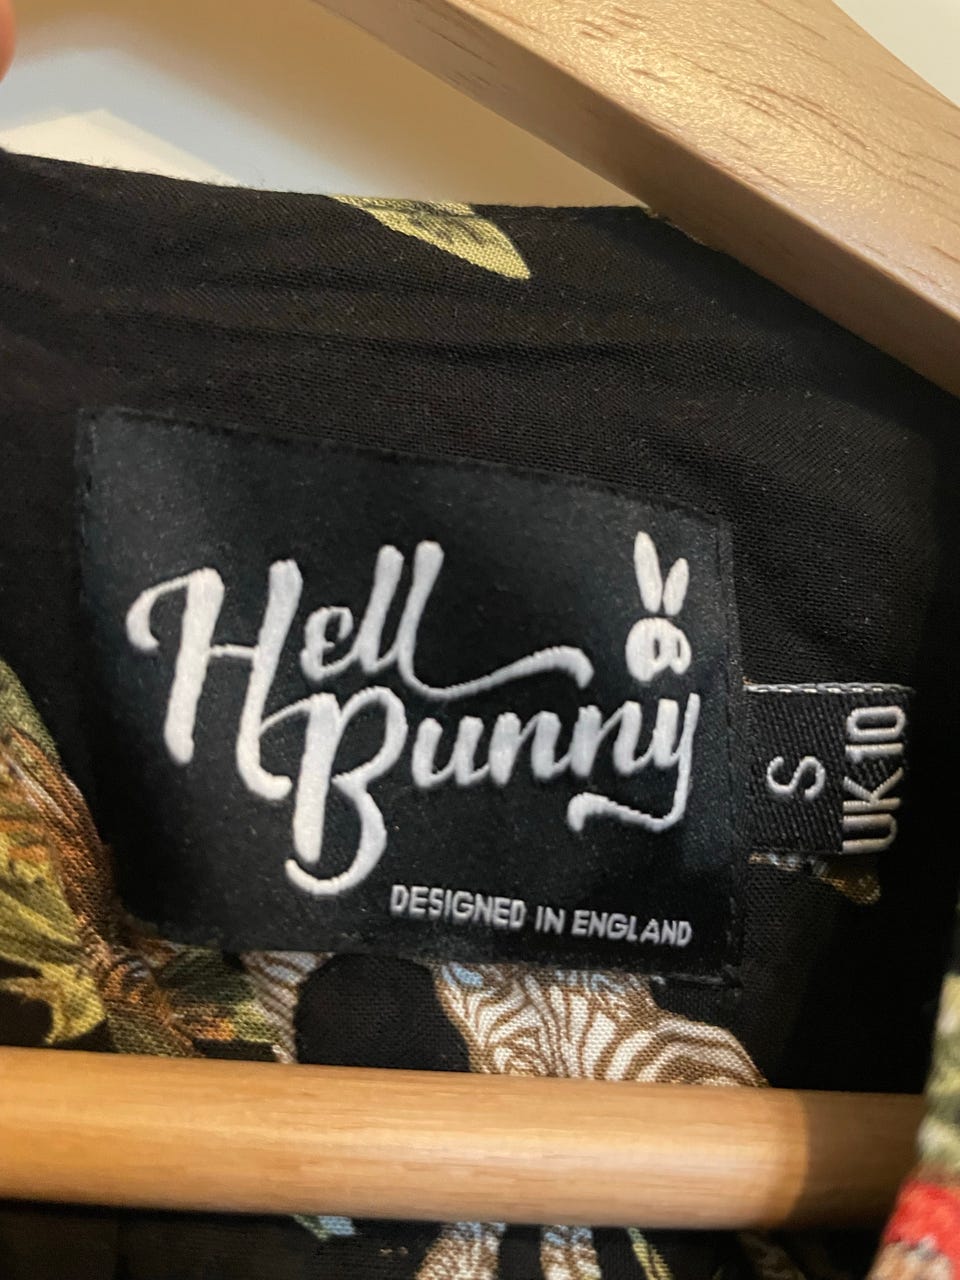 Hell
Bunny
DESIGNED IN ENGLAND
S
UK 10